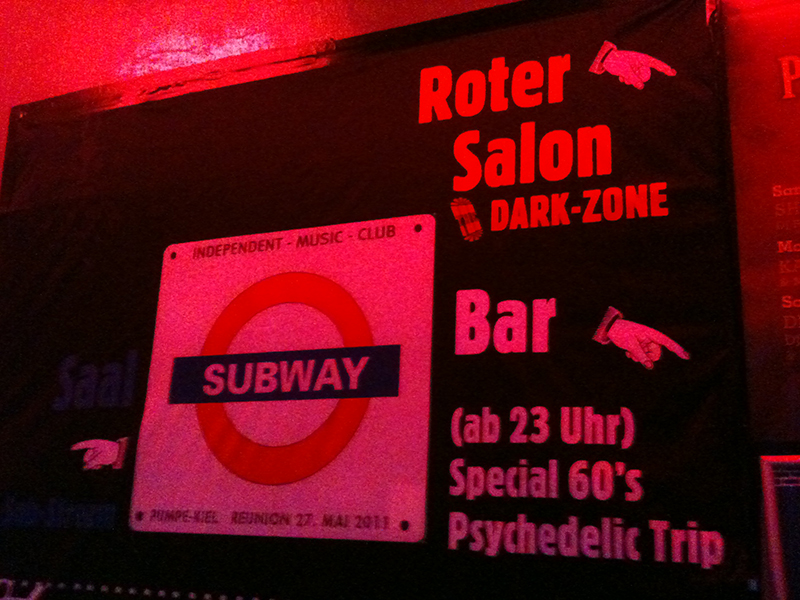 Roter
Salon
DARK-ZONE
INDEPENDENT - MUSIC - CLUB
SUBWAY
PUMPE-KIEL REUNION 27. MAI 2011
Saal
Bar
(ab 23 Uhr)
Special 60's
Psychedelic Trip